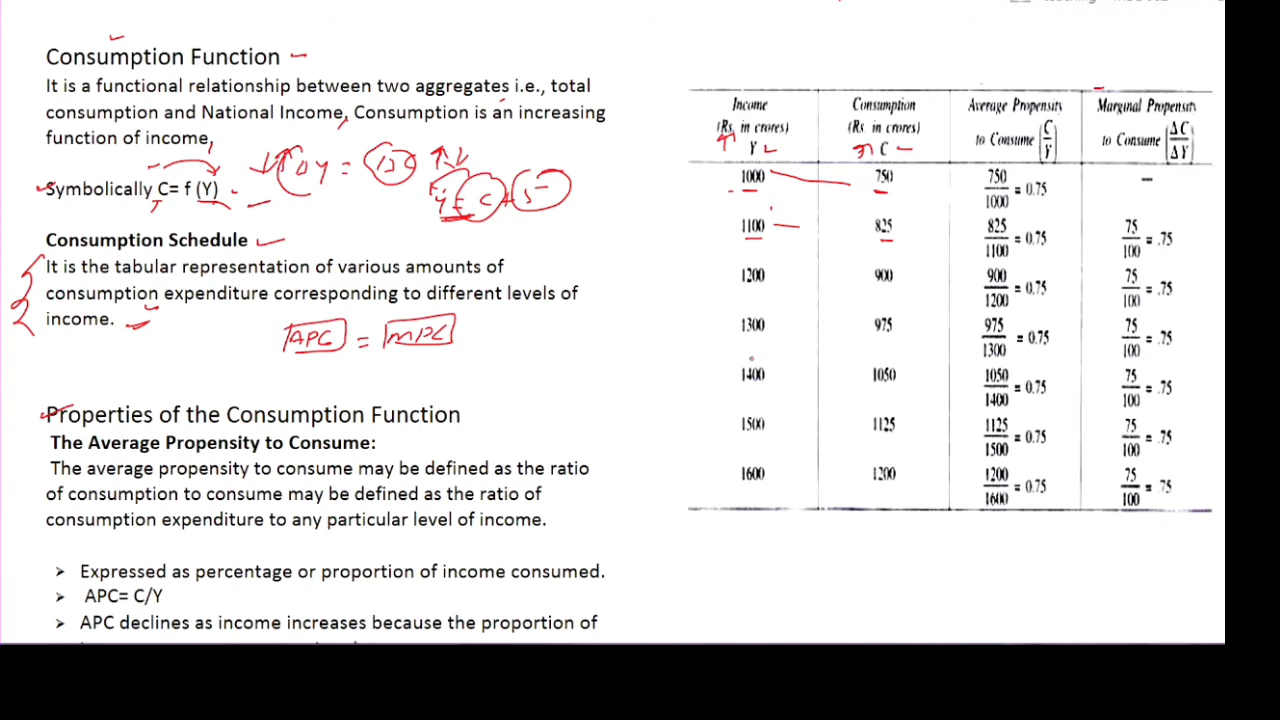 Consumption Function
It is a functional relationship between two aggregates i.e., total
consumption and National Income, Consumption is an increasing
function of income,
Symbolically C= f (Y)
ΔY =
Y = C + S
Consumption Schedule
It is the tabular representation of various amounts of
consumption expenditure corresponding to different levels of
income.
APC = MPC
Properties of the Consumption Function
The Average Propensity to Consume:
The average propensity to consume may be defined as the ratio
of consumption to consume may be defined as the ratio of
consumption expenditure to any particular level of income.
➢ Expressed as percentage or proportion of income consumed.
➢ APC= C/Y
➢ APC declines as income increases because the proportion of
Income Consumption Average Propensity Marginal Propensity
(Rs. in crores) (Rs. in crores) to Consume (C/Y) to Consume (ΔC/ΔY)
Y C
1000 750 750/1000 = 0.75 —
1100 825 825/1100 = 0.75 75/100 = .75
1200 900 900/1200 = 0.75 75/100 = .75
1300 975 975/1300 = 0.75 75/100 = .75
1400 1050 1050/1400 = 0.75 75/100 = .75
1500 1125 1125/1500 = 0.75 75/100 = .75
1600 1200 1200/1600 = 0.75 75/100 = .75